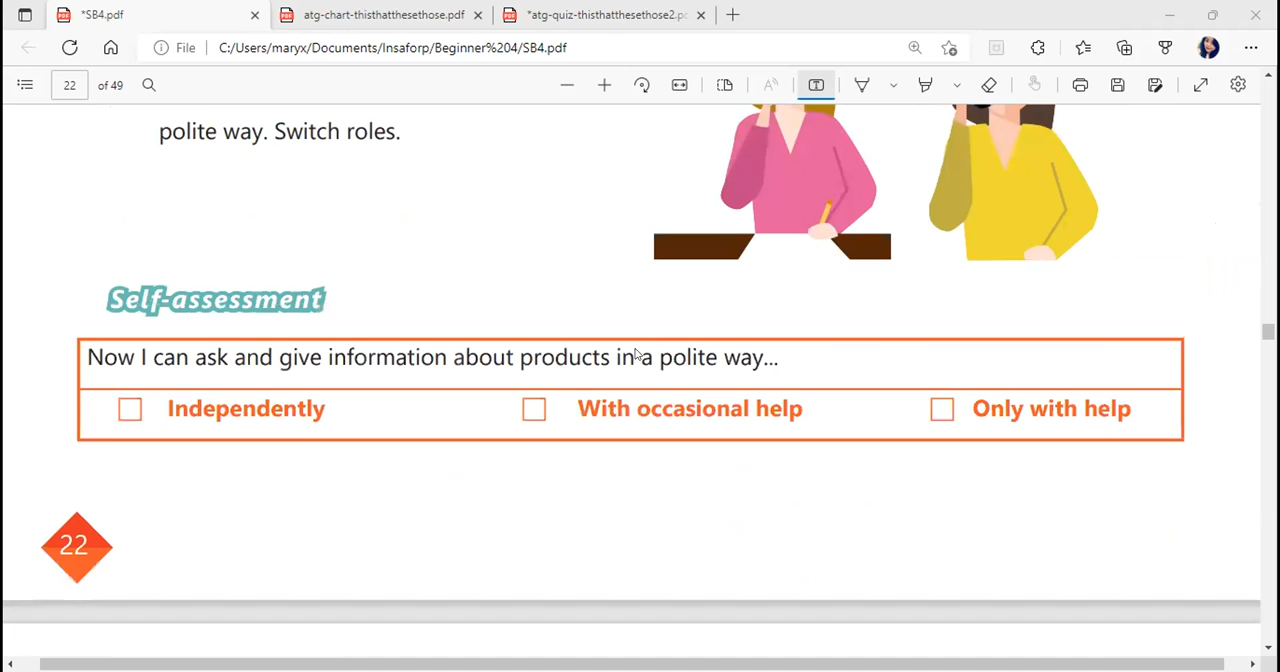 *SB4.pdf
atg-chart-thisthatthesethose.pdf
*atg-quiz-thisthatthesethose2.pc
File
C:/Users/maryx/Documents/Insaforp/Beginner%204/SB4.pdf
22
of 49
polite way. Switch roles.
Self-assessment
Now I can ask and give information about products in a polite way...
Independently
With occasional help
Only with help
22